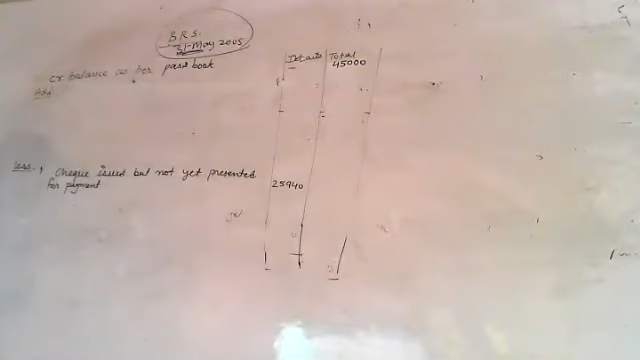 B.R.S.
31-May 2005
Details Total
45000
Cr balance as per pass book
Add
Less. 1 Cheque issued but not yet presented
for payment
25940